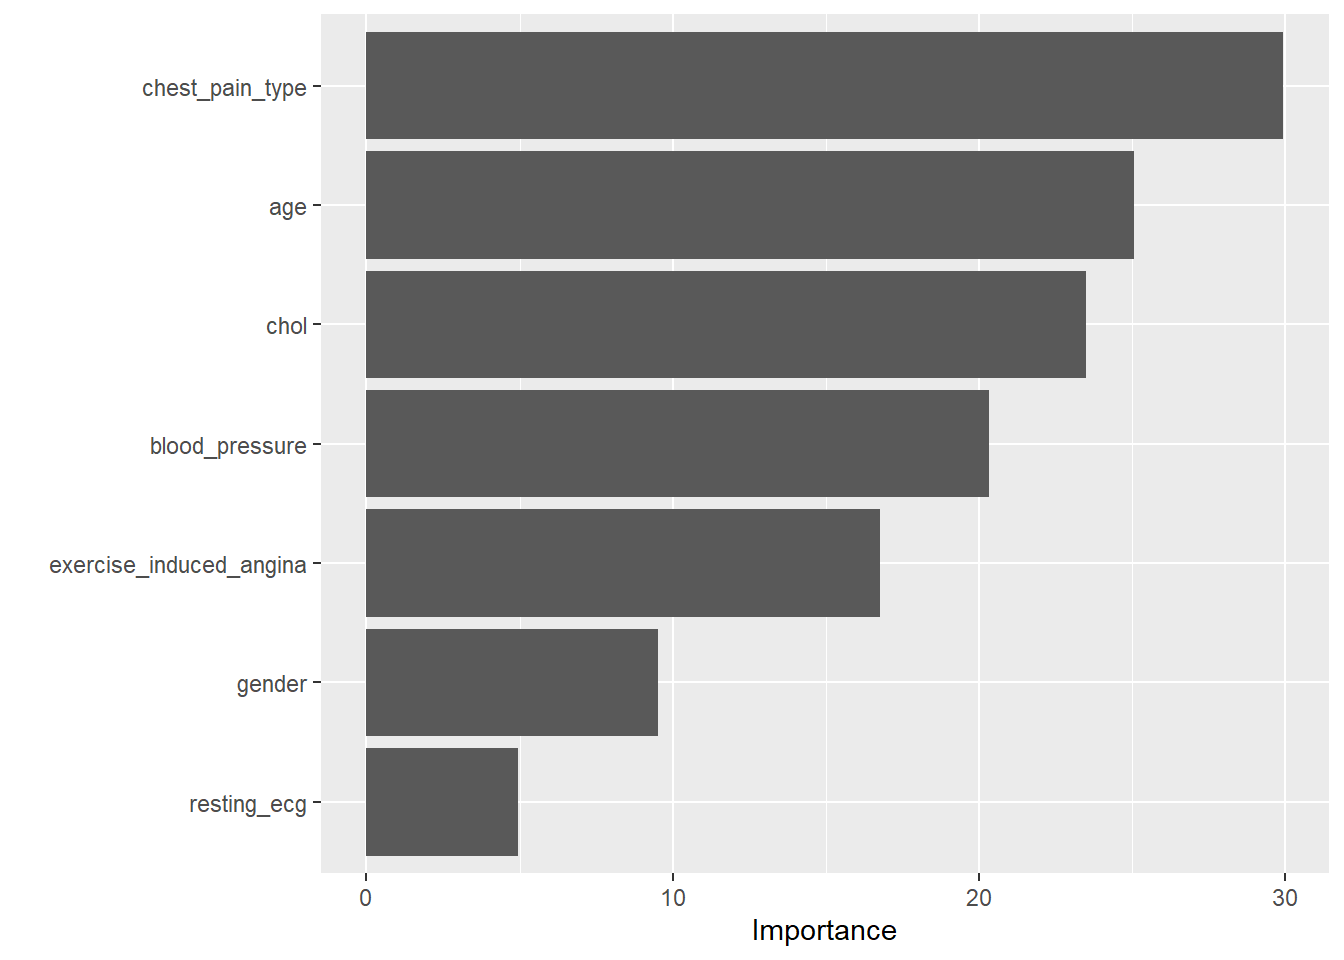 chest_pain_type
age
chol
blood_pressure
exercise_induced_angina
gender
resting_ecg
0 10 20 30
Importance